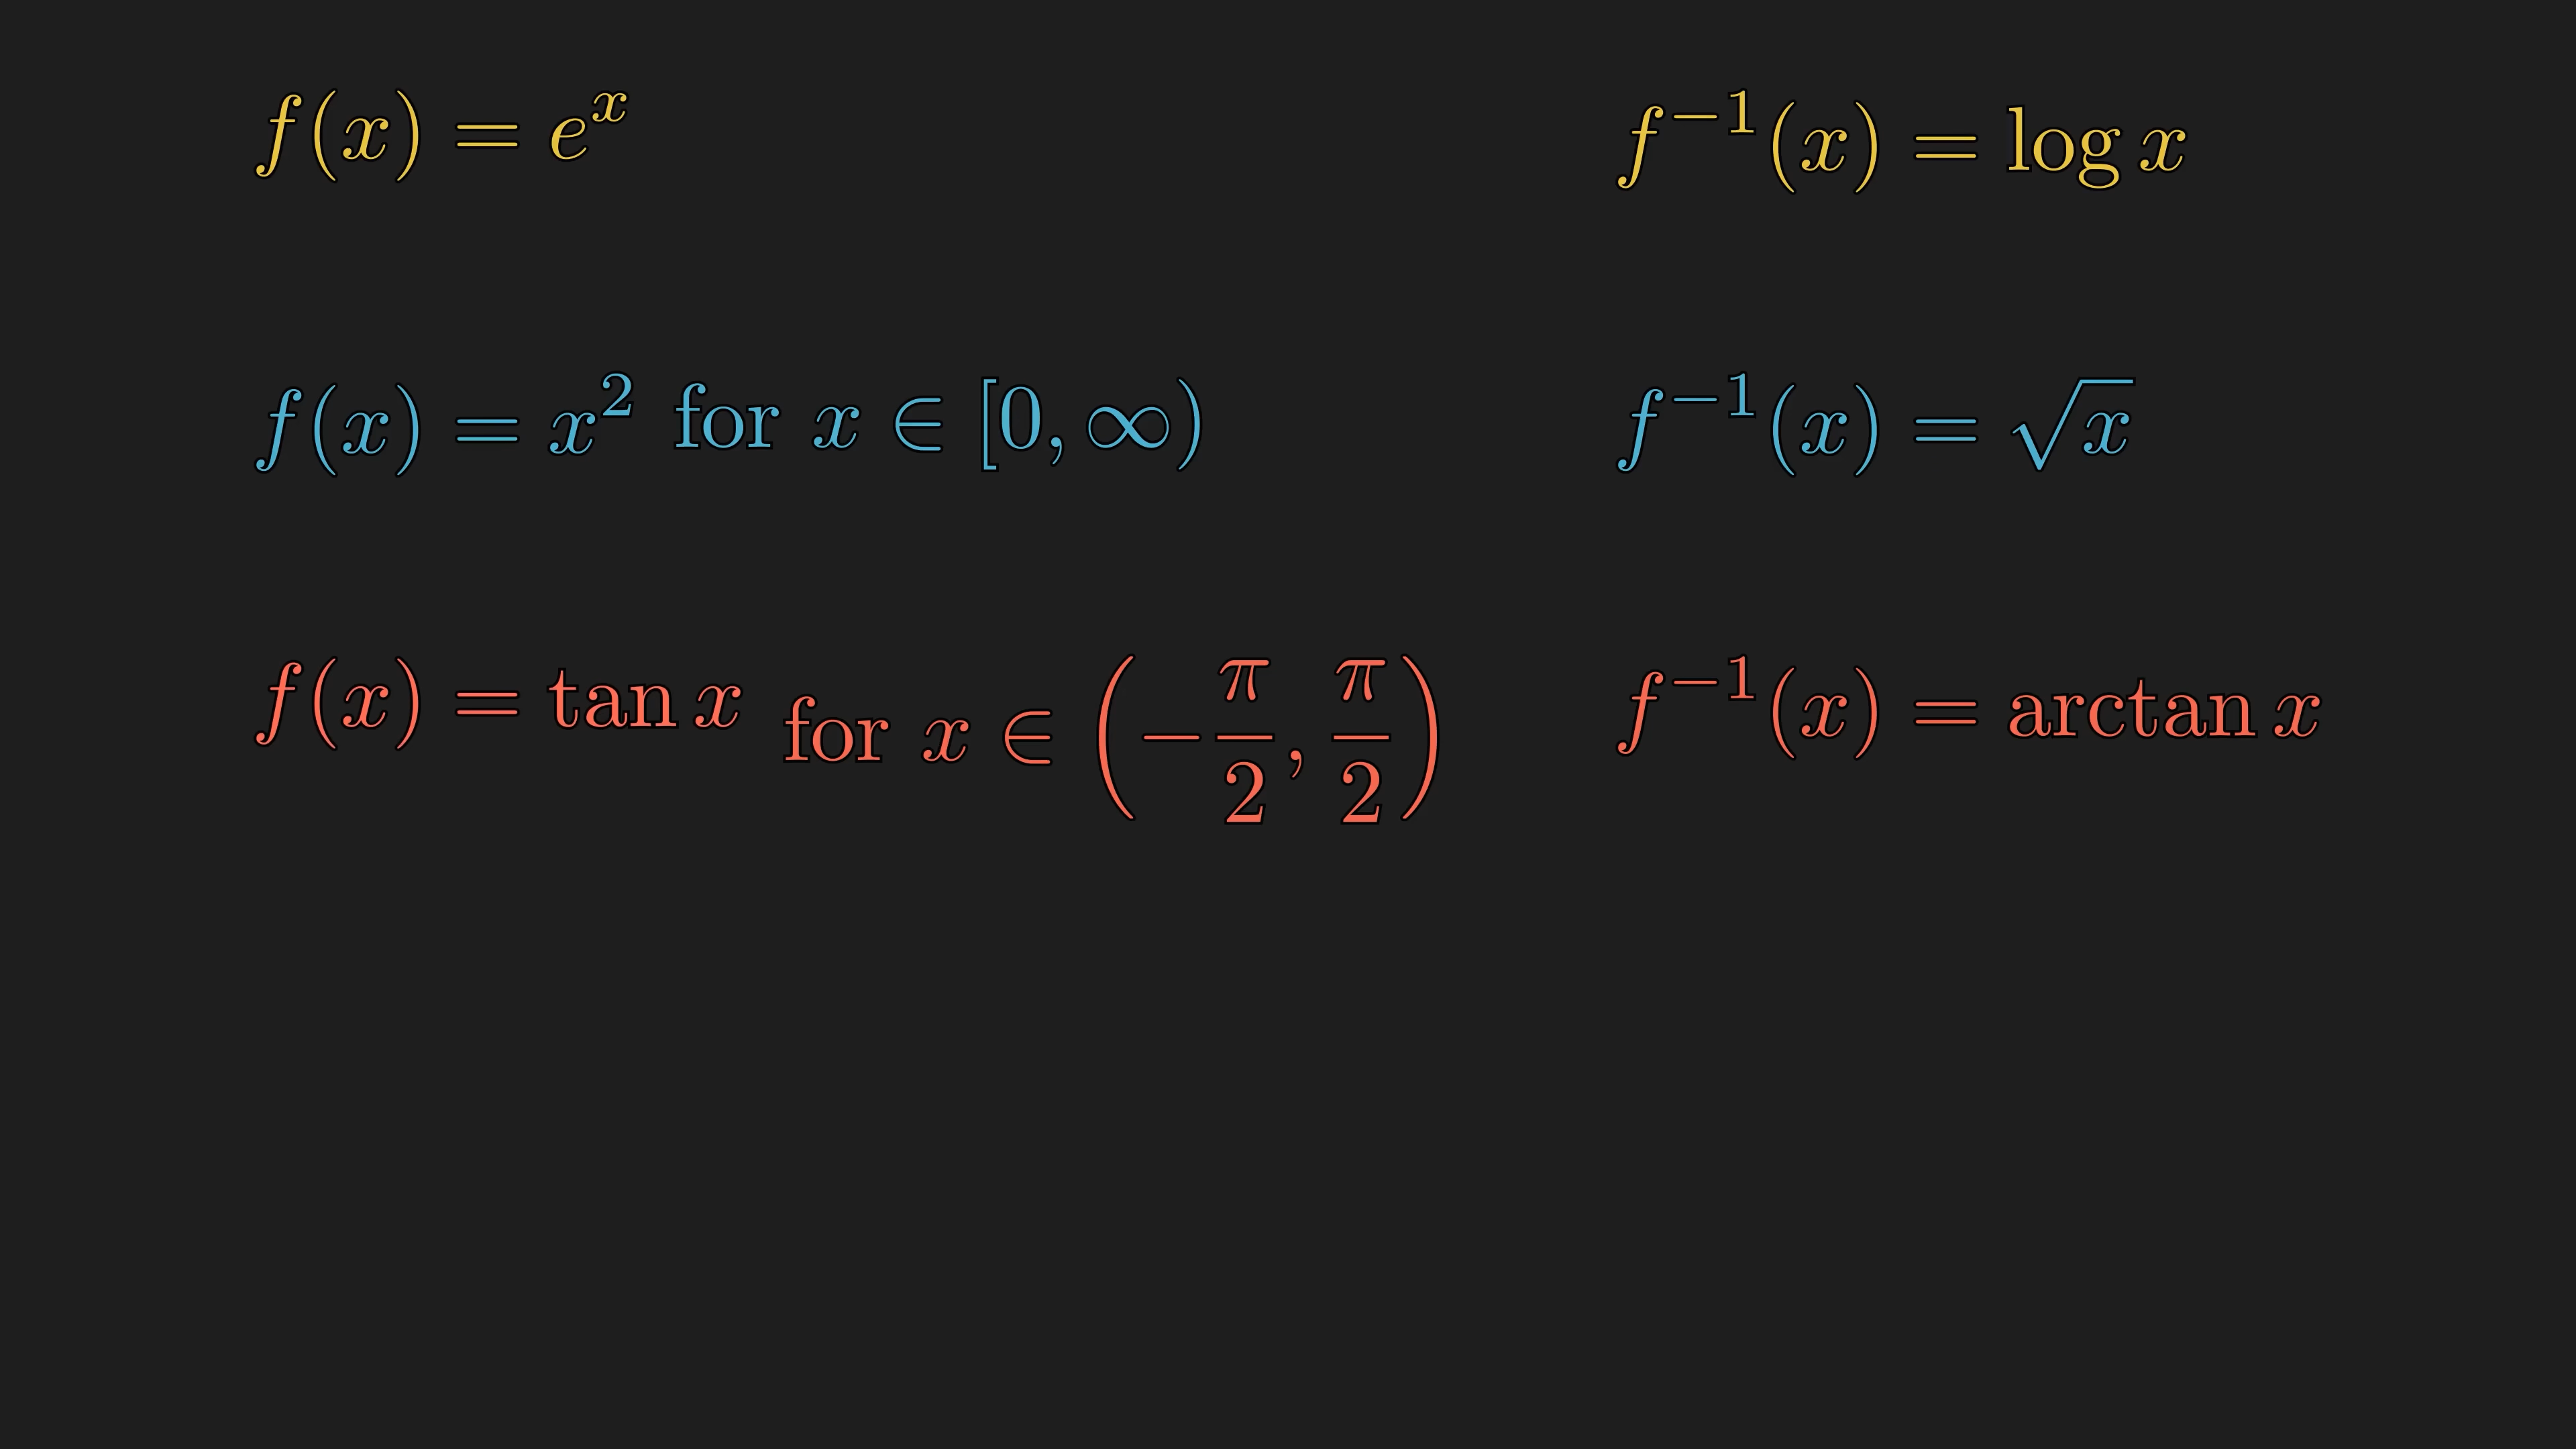 f(x) = e^x f^{-1}(x) = log x
f(x) = x^2 for x ∈ [0, ∞) f^{-1}(x) = √x
f(x) = tan x for x ∈ (-π/2, π/2) f^{-1}(x) = arctan x